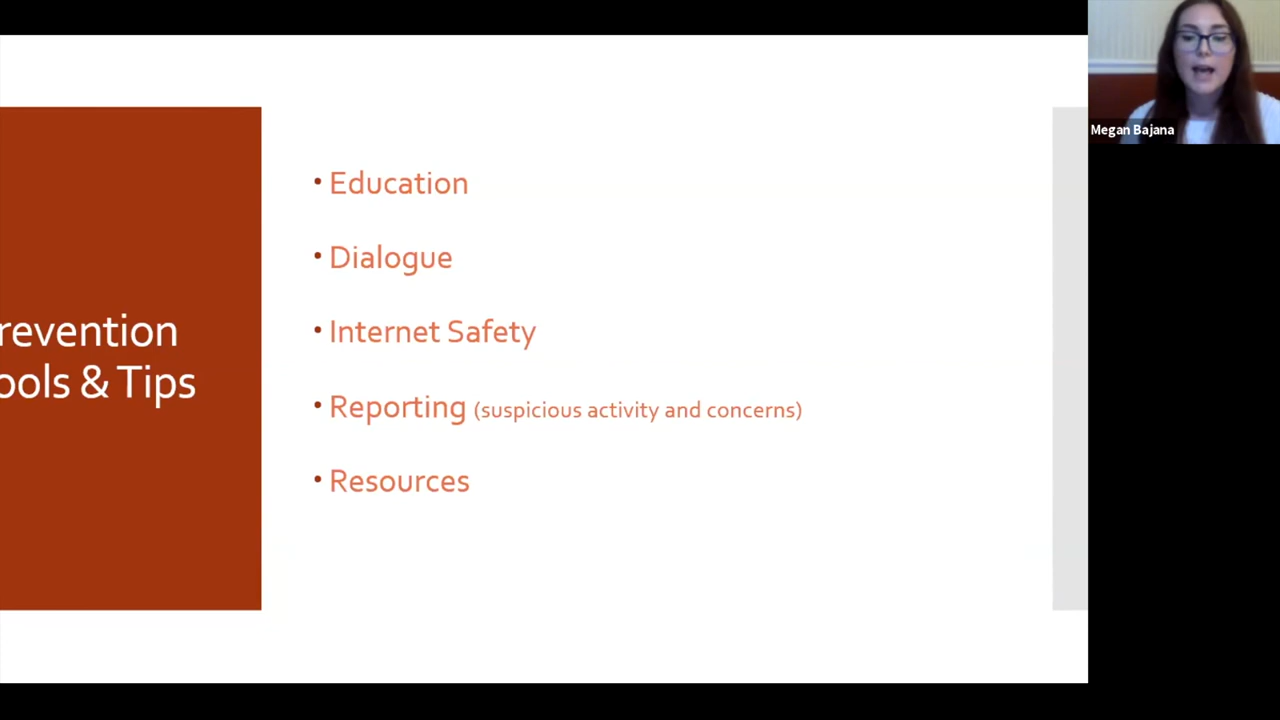 revention
ools & Tips
• Education
• Dialogue
• Internet Safety
• Reporting (suspicious activity and concerns)
• Resources
Megan Bajana